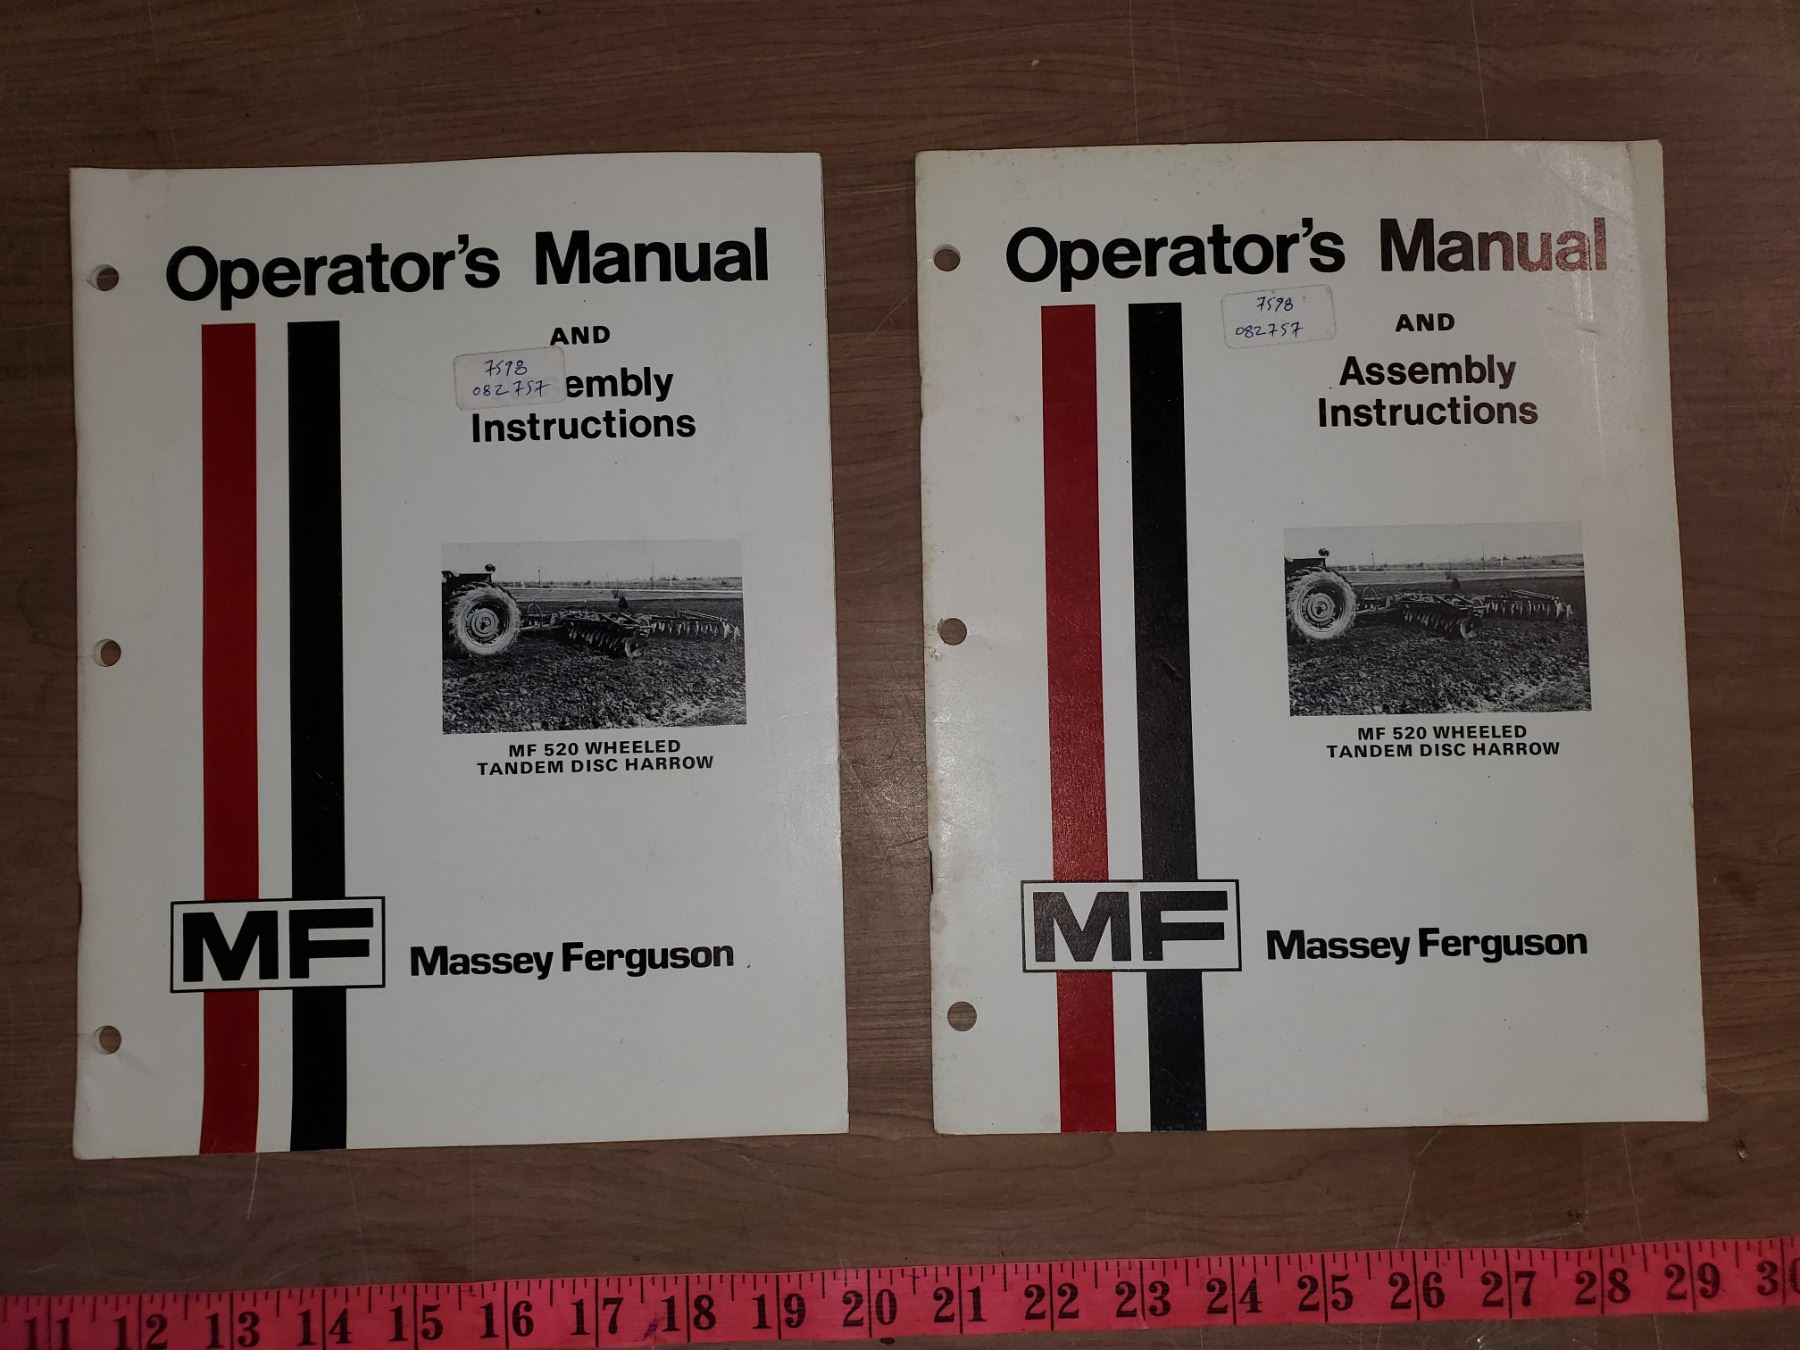 Operator's Manual
AND
7598
082757
embly
Instructions
MF 520 WHEELED
TANDEM DISC HARROW
MF Massey Ferguson
Operator's Manual
7598
082757
AND
Assembly
Instructions
MF 520 WHEELED
TANDEM DISC HARROW
MF Massey Ferguson
11 12 13 14 15 16 17 18 19 20 21 22 23 24 25 26 27 28 29 30